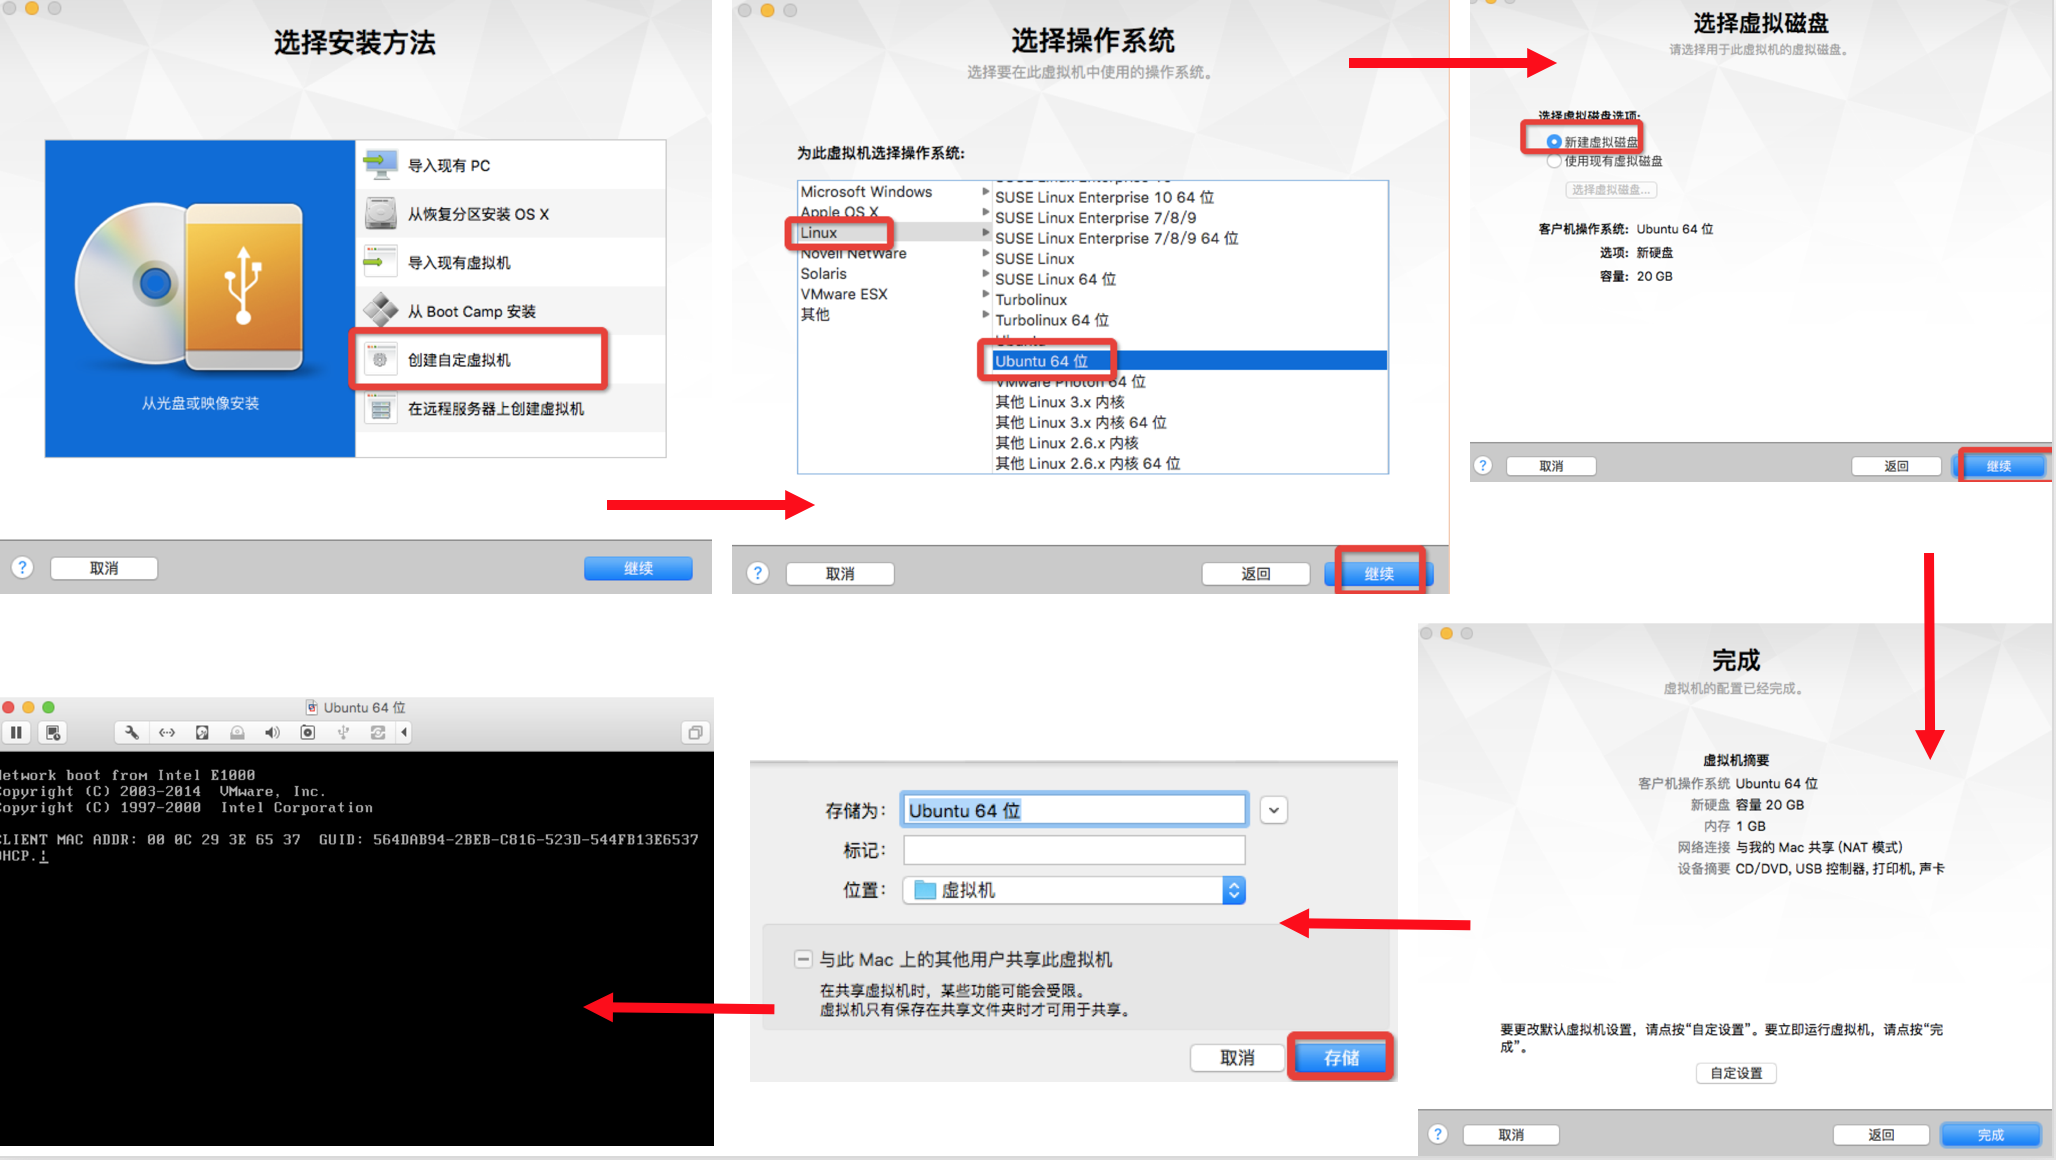 选择安装方法
导入现有 PC
从恢复分区安装 OS X
导入现有虚拟机
从 Boot Camp 安装
创建自定虚拟机
在远程服务器上创建虚拟机
从光盘或映像安装
?
取消
继续
选择操作系统
选择要在此虚拟机中使用的操作系统。
为此虚拟机选择操作系统:
Microsoft Windows
Apple OS X
Linux
Novell NetWare
Solaris
VMware ESX
其他
SUSE Linux Enterprise 10 64 位
SUSE Linux Enterprise 7/8/9
SUSE Linux Enterprise 7/8/9 64 位
SUSE Linux
SUSE Linux 64 位
Turbolinux
Turbolinux 64 位
Ubuntu
Ubuntu 64 位
VMware Photon 64 位
其他 Linux 3.x 内核
其他 Linux 3.x 内核 64 位
其他 Linux 2.6.x 内核
其他 Linux 2.6.x 内核 64 位
?
取消
返回
继续
选择虚拟磁盘
请选择用于此虚拟机的虚拟磁盘。
选择虚拟磁盘选项:
新建虚拟磁盘
使用现有虚拟磁盘
选择虚拟磁盘...
客户机操作系统: Ubuntu 64 位
选项: 新硬盘
容量: 20 GB
?
取消
返回
继续
完成
虚拟机的配置已经完成。
虚拟机摘要
客户机操作系统 Ubuntu 64 位
新硬盘 容量 20 GB
内存 1 GB
网络连接 与我的 Mac 共享 (NAT 模式)
设备摘要 CD/DVD, USB 控制器, 打印机, 声卡
要更改默认虚拟机设置，请点按“自定设置”。要立即运行虚拟机，请点按“完
成”。
自定设置
?
取消
返回
完成
存储为: Ubuntu 64 位
标记:
位置: 虚拟机
与此 Mac 上的其他用户共享此虚拟机
在共享虚拟机时，某些功能可能会受限。
虚拟机只有保存在共享文件夹时才可用于共享。
取消
存储
Ubuntu 64 位
etwork boot from Intel E1000
opyright (C) 2003-2014 VMware, Inc.
opyright (C) 1997-2000 Intel Corporation
LIENT MAC ADDR: 00 0C 29 3E 65 37 GUID: 564DAB94-2BEB-C816-523D-544FB13E6537
HCP.¦